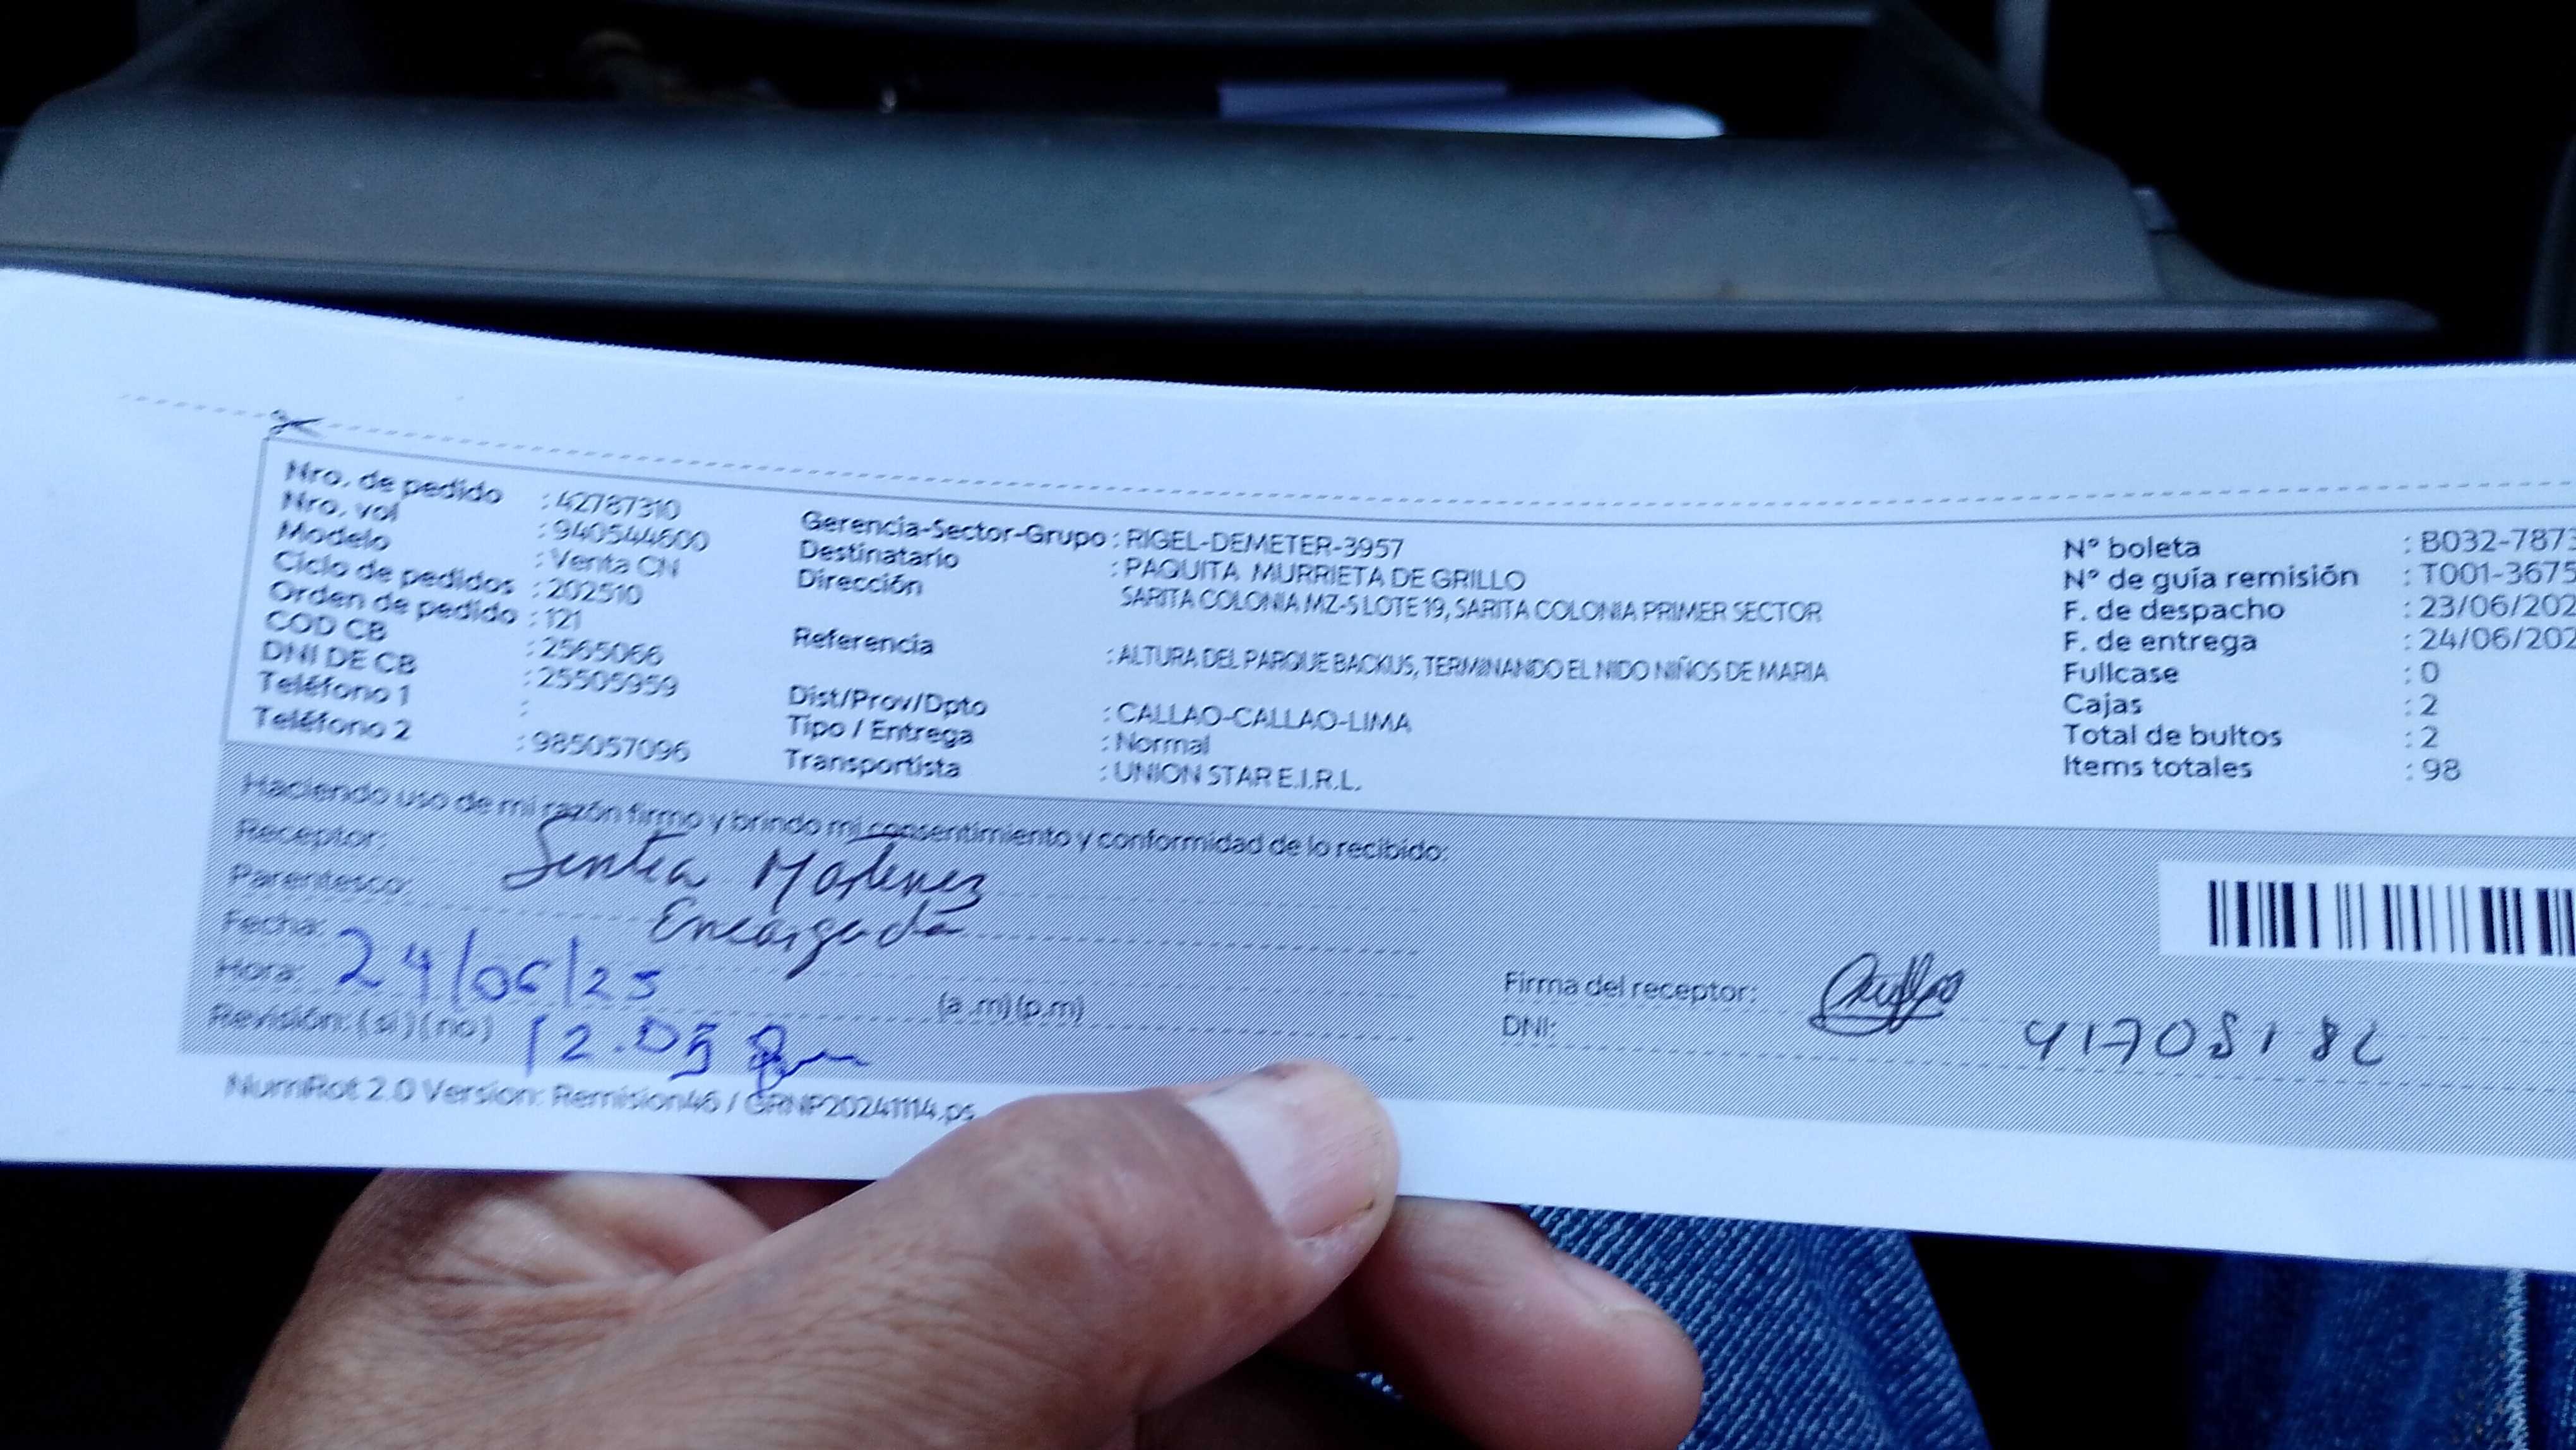 Nro. de pedido : 42787310
Nro. vol : 940544600
Modelo : Venta CN
Ciclo de pedidos : 202510
Orden de pedido : 121
COD CB : 2565066
DNI DE CB : 25505959
Teléfono 1 :
Teléfono 2 : 985057096
Gerencia-Sector-Grupo : RIGEL-DEMETER-3957
Destinatario : PAQUITA MURRIETA DE GRILLO
Dirección SARITA COLONIA MZ-S LOTE 19, SARITA COLONIA PRIMER SECTOR
Referencia : ALTURA DEL PARQUE BACKUS, TERMINANDO EL NIDO NIÑOS DE MARIA
Dist/Prov/Dpto : CALLAO-CALLAO-LIMA
Tipo / Entrega : Normal
Transportista : UNION STAR E.I.R.L.
N° boleta : B032-787
N° de guía remisión : T001-3675
F. de despacho : 23/06/202
F. de entrega : 24/06/202
Fullcase : 0
Cajas : 2
Total de bultos : 2
Items totales : 98
Haciendo uso de mi razón firmo y brindo mi consentimiento y conformidad de lo recibido:
Receptor:
Parentesco: Encargada
Fecha: 24/06/25
Hora: (a.m)(p.m)
Revisión: (si)(no) 12.05 pm
Firma del receptor:
DNI:
NumRot 2.0 Version: Remision46 / GRNP20241114.ps